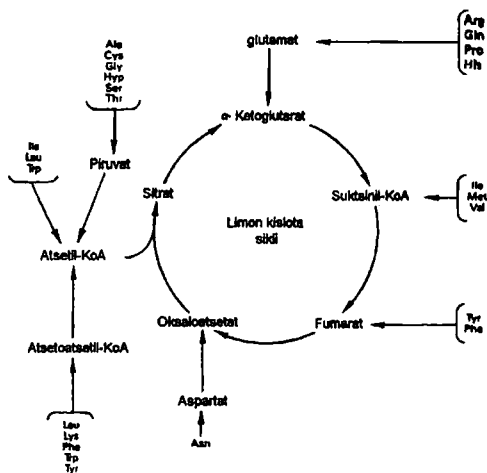 Ala
Cys
Gly
Hyp
Ser
Thr
glutamat
Arg
Gln
Pro
His
α- Ketoglutarat
Ile
Leu
Trp
Piruvat
Sitrat
Suktsinil-KoA
Ile
Met
Val
Limon kislota
sikli
Atsetil-KoA
Oksaloatsetat
Fumarat
Tyr
Phe
Atsetoatsetil-KoA
Aspartat
Asn
Leu
Lys
Phe
Trp
Tyr